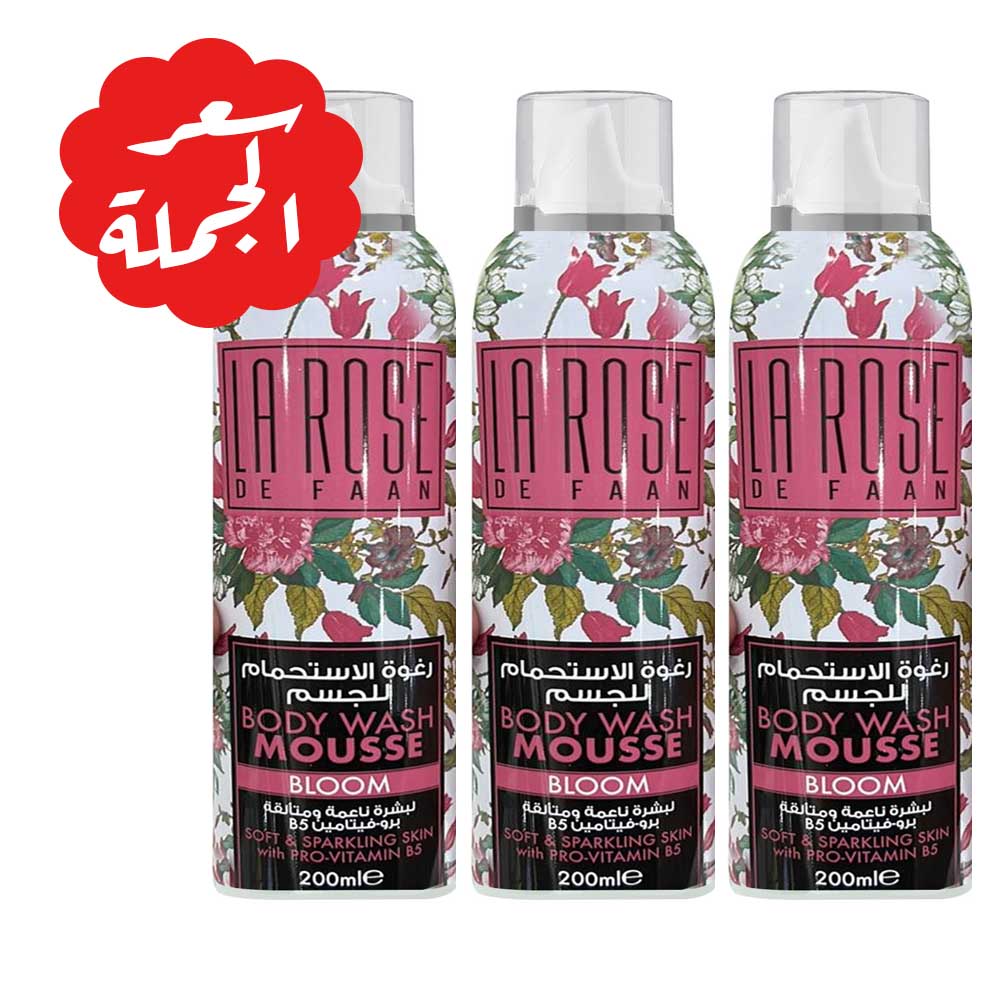 سعر
الجملة
LA ROSE
DE FAAN
رغوة الاستحمام
للجسم
BODY WASH
MOUSSE
BLOOM
لبشرة ناعمة ومتألقة
بروفيتامين B5
SOFT & SPARKLING SKIN
with PRO-VITAMIN B5
200ml℮
LA ROSE
DE FAAN
رغوة الاستحمام
للجسم
BODY WASH
MOUSSE
BLOOM
لبشرة ناعمة ومتألقة
بروفيتامين B5
SOFT & SPARKLING SKIN
with PRO-VITAMIN B5
200ml℮
LA ROSE
DE FAAN
رغوة الاستحمام
للجسم
BODY WASH
MOUSSE
BLOOM
لبشرة ناعمة ومتألقة
بروفيتامين B5
SOFT & SPARKLING SKIN
with PRO-VITAMIN B5
200ml℮